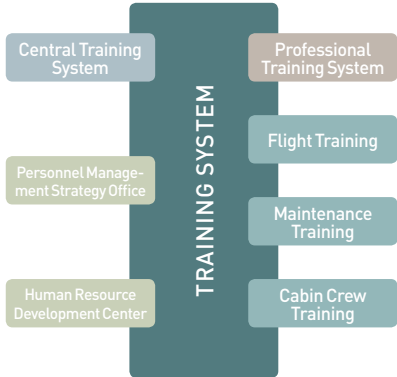 Central Training
System
Personnel Manage-
ment Strategy Office
Human Resource
Development Center
TRAINING SYSTEM
Professional
Training System
Flight Training
Maintenance
Training
Cabin Crew
Training